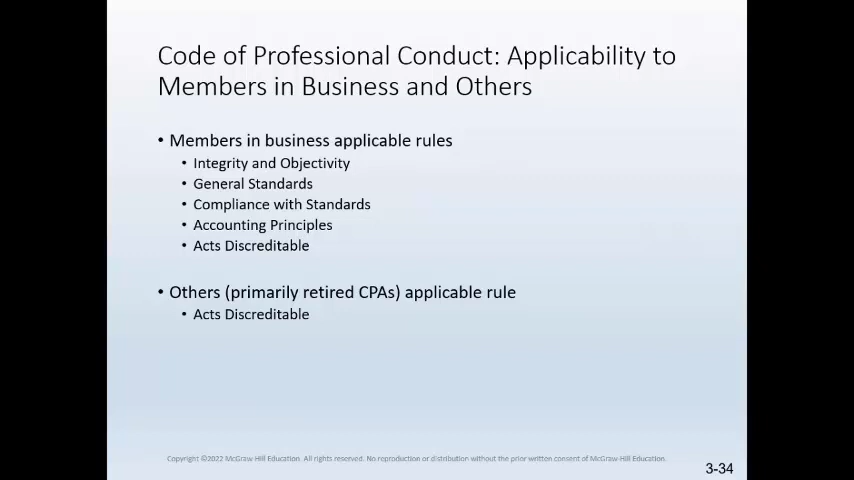 Code of Professional Conduct: Applicability to
Members in Business and Others
• Members in business applicable rules
• Integrity and Objectivity
• General Standards
• Compliance with Standards
• Accounting Principles
• Acts Discreditable
• Others (primarily retired CPAs) applicable rule
• Acts Discreditable
Copyright ©2022 McGraw Hill Education. All rights reserved. No reproduction or distribution without the prior written consent of McGraw-Hill Education.
3-34